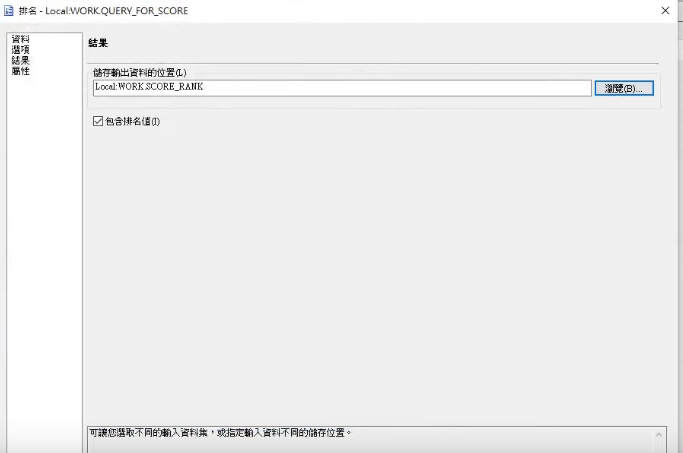 排名 - Local:WORK.QUERY_FOR_SCORE
資料
選項
結果
屬性
結果
儲存輸出資料的位置(L)
Local:WORK.SCORE_RANK
瀏覽(B)...
包含排名值(I)
可讓您選取不同的輸入資料集，或指定輸入資料不同的儲存位置。